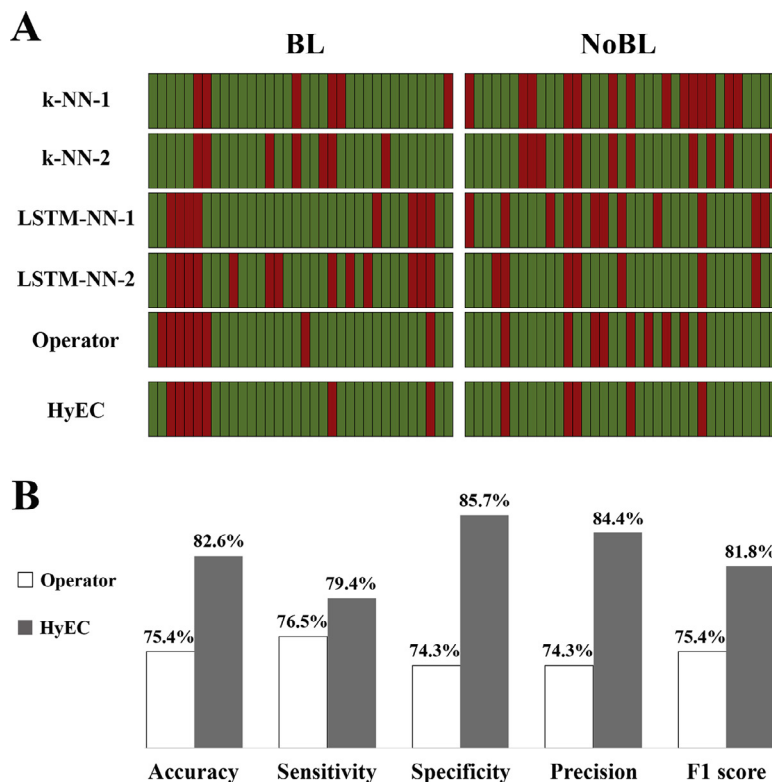 A
BL NoBL
k-NN-1
k-NN-2
LSTM-NN-1
LSTM-NN-2
Operator
HyEC
B
Operator
HyEC
75.4% 82.6% 76.5% 79.4% 74.3% 85.7% 74.3% 84.4% 75.4% 81.8%
Accuracy Sensitivity Specificity Precision F1 score